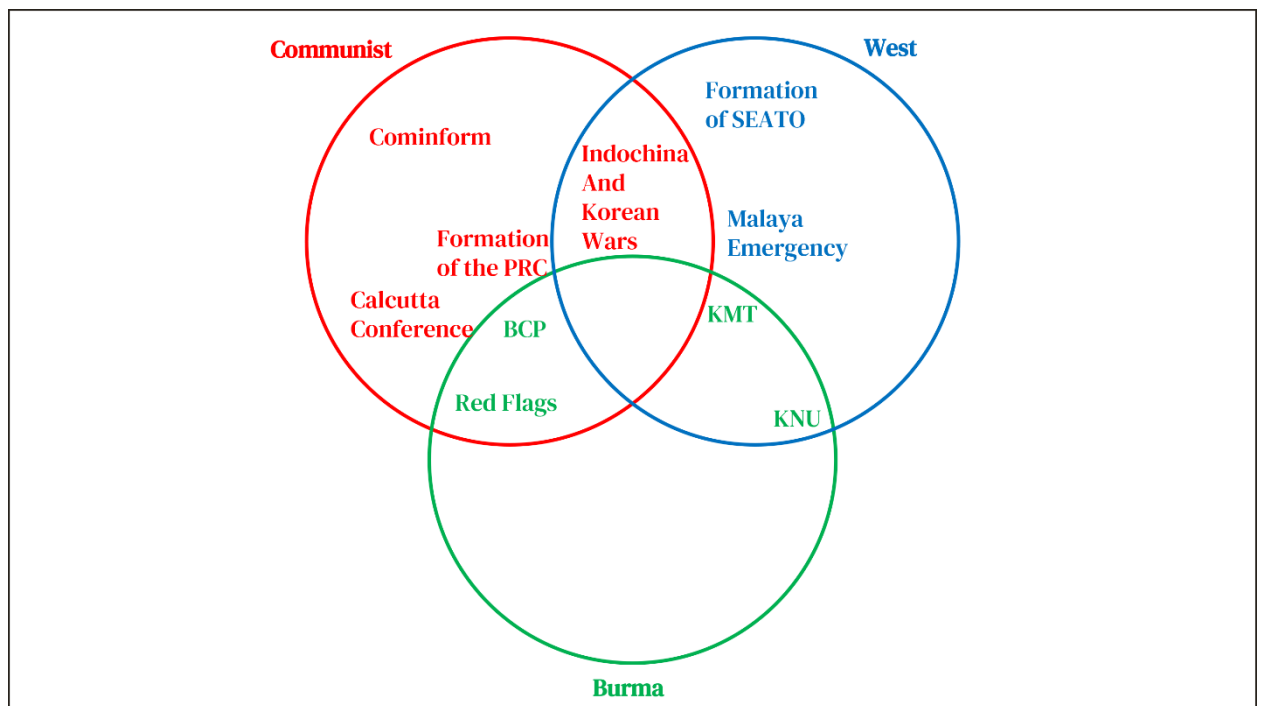 Communist
West
Formation
of SEATO
Cominform
Indochina
And
Korean
Wars
Malaya
Emergency
Formation
of the PRC
Calcutta
Conference
BCP
KMT
Red Flags
KNU
Burma